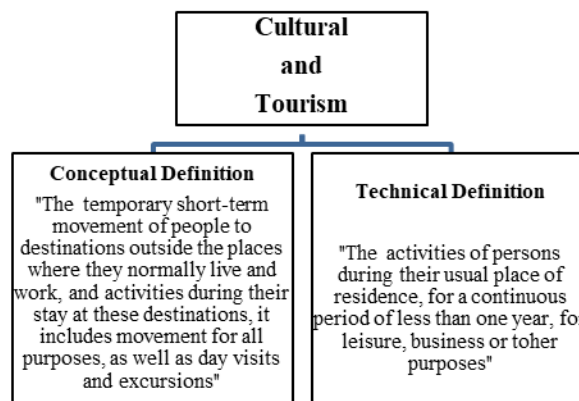 Cultural
and
Tourism
Conceptual Definition
"The temporary short-term
movement of people to
destinations outside the places
where they normally live and
work, and activities during their
stay at these destinations, it
includes movement for all
purposes, as well as day visits
and excursions"
Technical Definition
"The activities of persons
during their usual place of
residence, for a continuous
period of less than one year, for
leisure, business or toher
purposes"